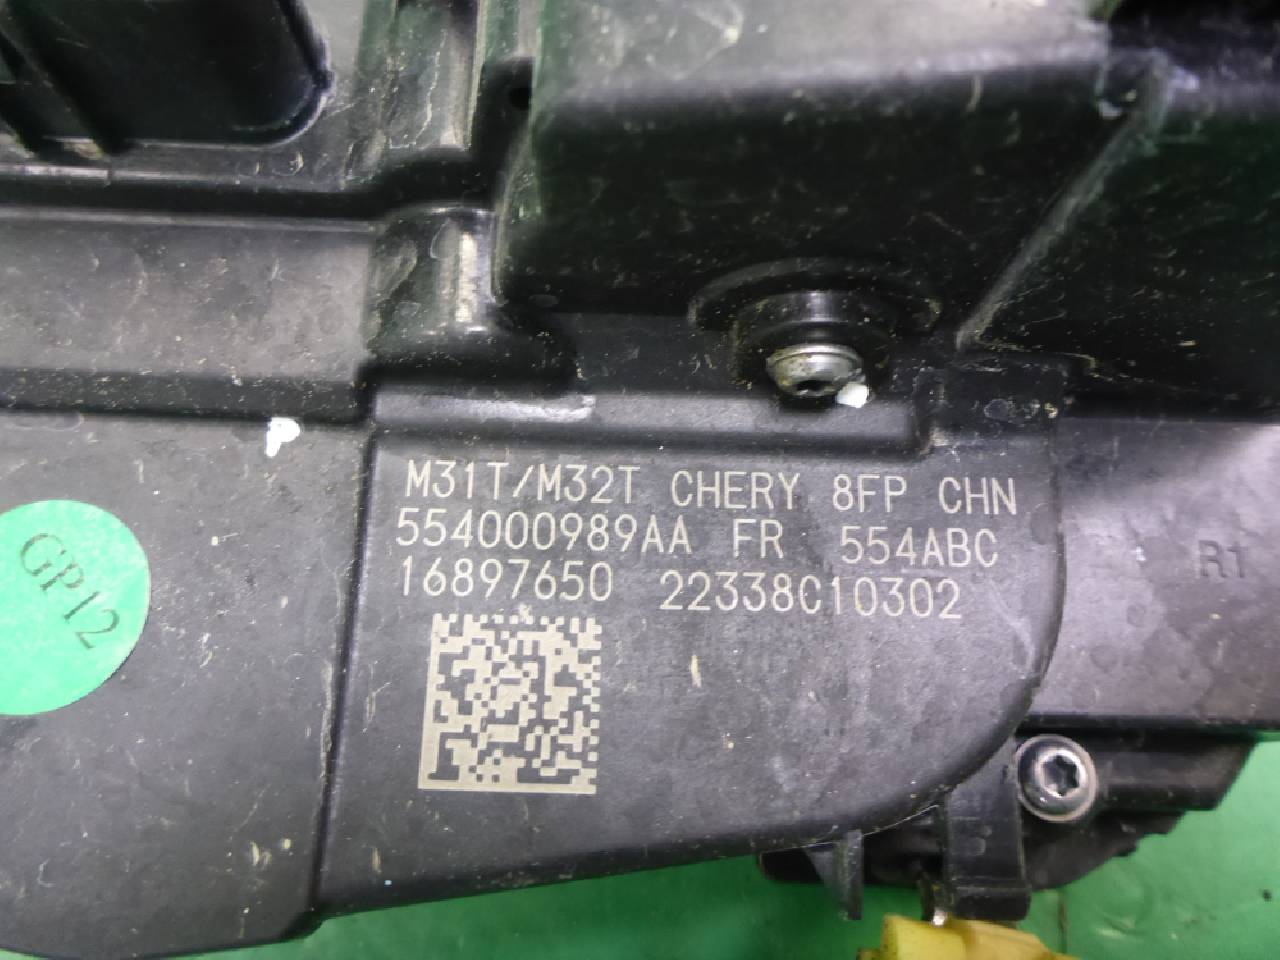 M31T/M32T CHERY 8FP CHN
554000989AA FR 554ABC
16897650 22338C10302
GP12
R1